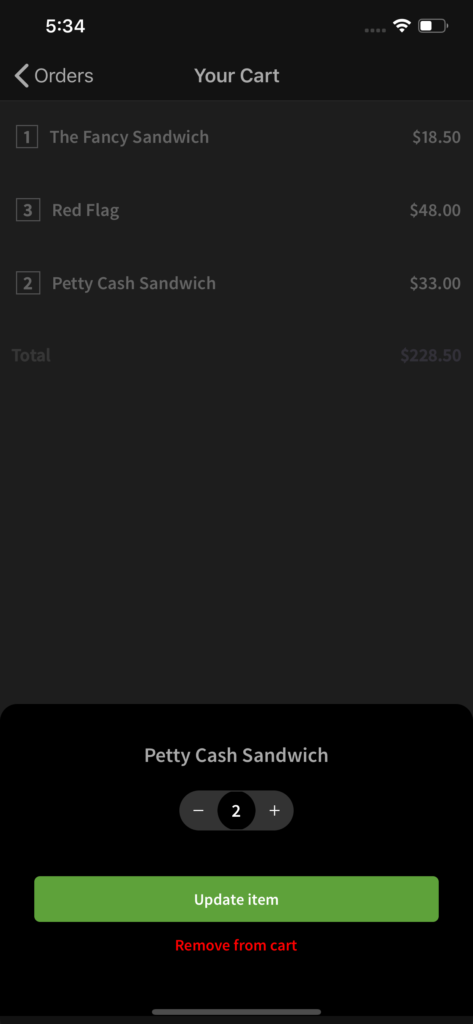 5:34
Orders
Your Cart
1 The Fancy Sandwich $18.50
3 Red Flag $48.00
2 Petty Cash Sandwich $33.00
Total $228.50
Petty Cash Sandwich
− 2 +
Update item
Remove from cart